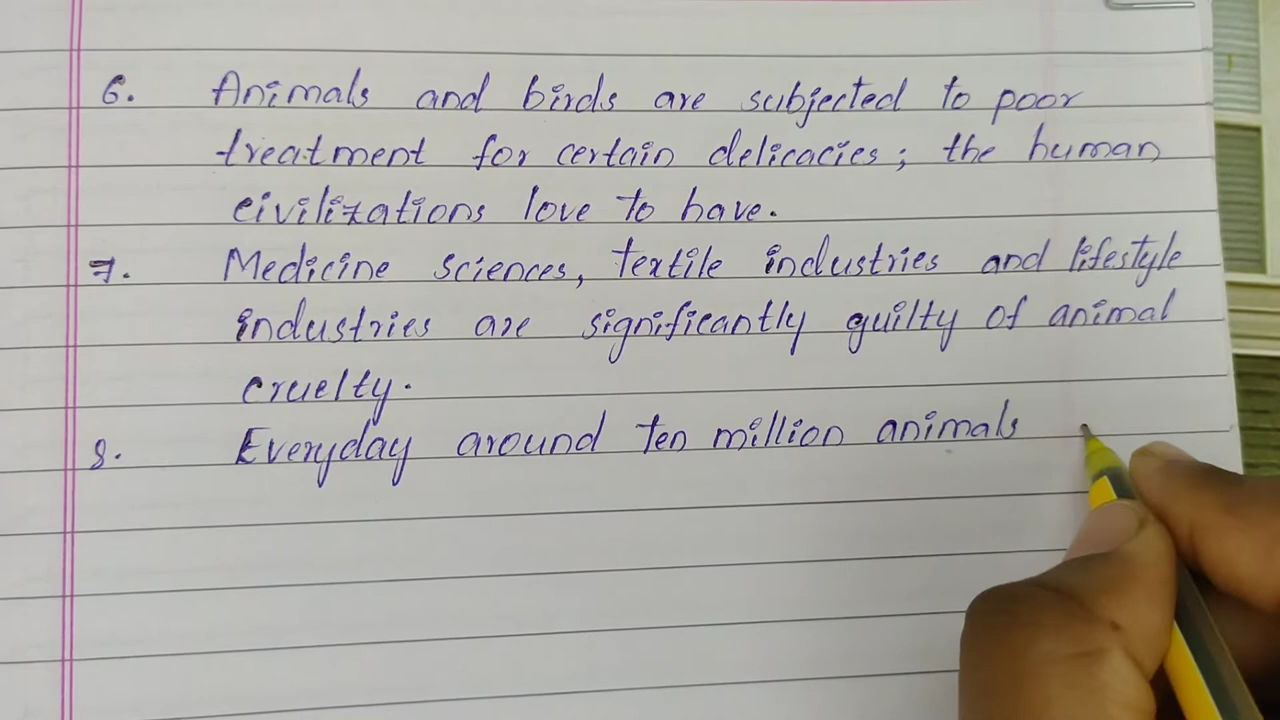 6. Animals and birds are subjected to poor
treatment for certain delicacies; the human
civilizations love to have.
7. Medicine sciences, textile industries and lifestyle
industries are significantly guilty of animal
cruelty.
8. Everyday around ten million animals